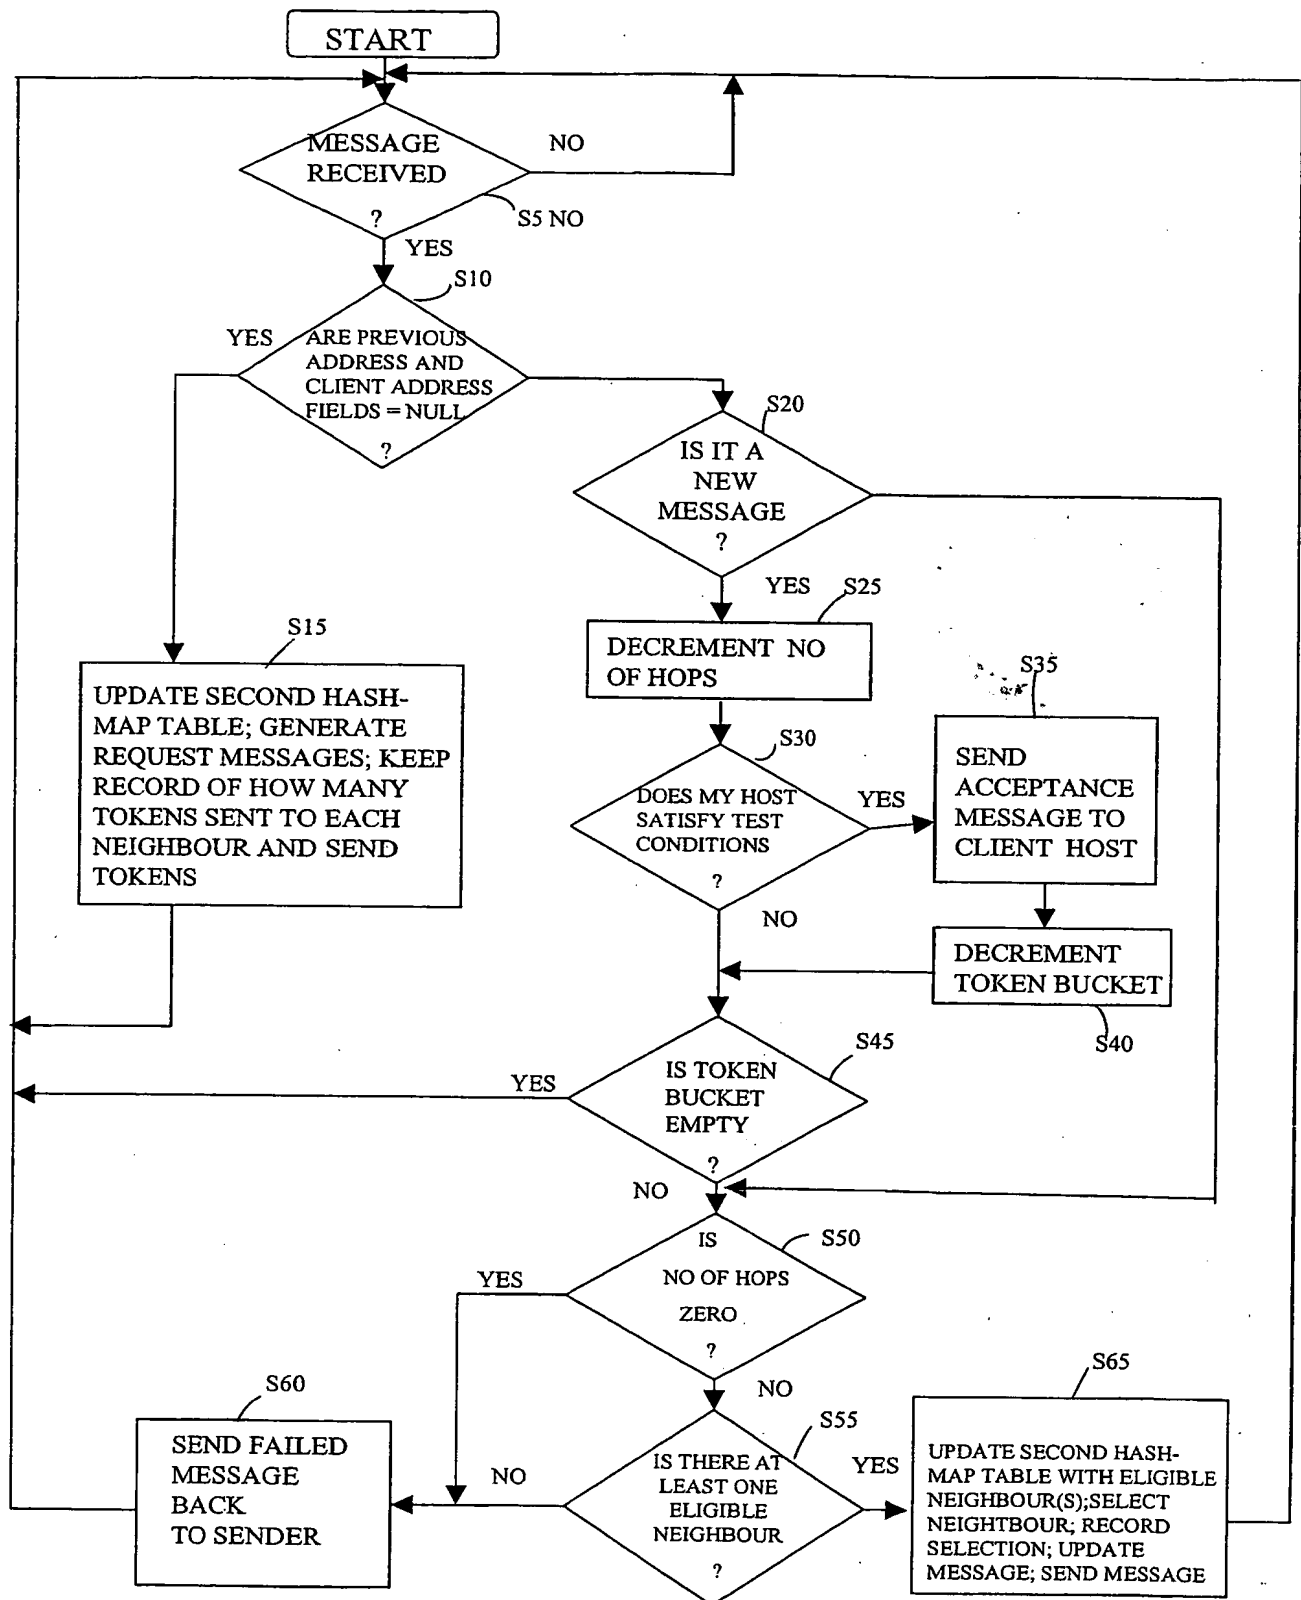 START
MESSAGE
RECEIVED
?
NO
S5 NO
YES
S10
YES
ARE PREVIOUS
ADDRESS AND
CLIENT ADDRESS
FIELDS = NULL
?
S20
IS IT A
NEW
MESSAGE
?
YES
S25
DECREMENT NO
OF HOPS
S15
UPDATE SECOND HASH-
MAP TABLE; GENERATE
REQUEST MESSAGES; KEEP
RECORD OF HOW MANY
TOKENS SENT TO EACH
NEIGHBOUR AND SEND
TOKENS
S30
DOES MY HOST
SATISFY TEST
CONDITIONS
?
YES
NO
S35
SEND
ACCEPTANCE
MESSAGE TO
CLIENT HOST
DECREMENT
TOKEN BUCKET
S40
S45
IS TOKEN
BUCKET
EMPTY
?
YES
NO
S50
IS
NO OF HOPS
ZERO
?
YES
NO
S55
IS THERE AT
LEAST ONE
ELIGIBLE
NEIGHBOUR
?
NO
YES
S60
SEND FAILED
MESSAGE
BACK
TO SENDER
S65
UPDATE SECOND HASH-
MAP TABLE WITH ELIGIBLE
NEIGHBOUR(S);SELECT
NEIGHTBOUR; RECORD
SELECTION; UPDATE
MESSAGE; SEND MESSAGE